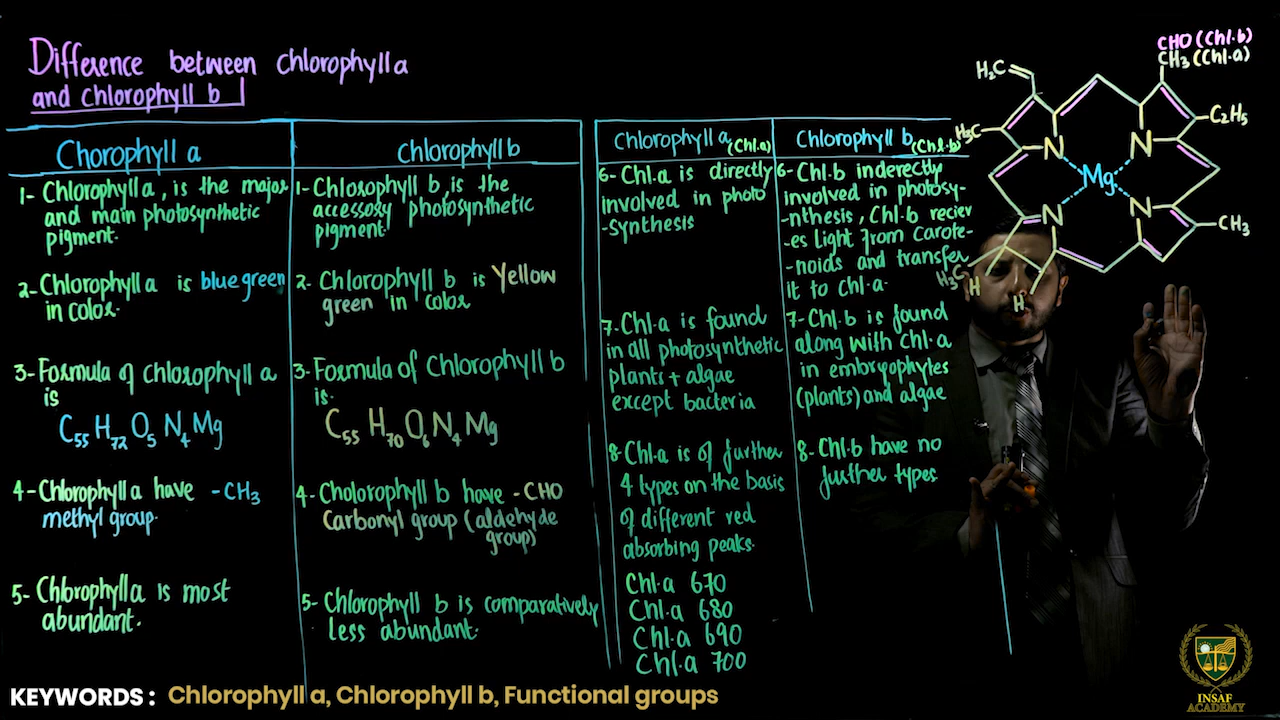 Difference between chlorophyll a
and Chlorophyll b
Chorophyll a
1- Chlorophyll a, is the major
and main photosynthetic
pigment.
2- Chlorophyll a is blue green
in color.
3- Formula of chlorophyll a
is
C55 H72 O5 N4 Mg
4- Chlorophyll a have -CH3
methyl group.
5- Chlorophyll a is most
abundant.
Chlorophyll b
1- Chlorophyll b, is the
accessory photosynthetic
pigment.
2- Chlorophyll b is Yellow
green in color
3- Formula of Chlorophyll b
is.
C55 H70 O6 N4 Mg
4- Cholorophyll b have - CHO
Carbonyl group (aldehyde
group)
5- Chlorophyll b is comparatively
less abundant.
Chlorophyll a (Chl.a)
6- Chl.a is directly
involved in photo
-synthesis
7- Chl.a is found
in all photosynthetic
plants + algae
except bacteria
8- Chl.a is of further
4 types on the basis
of different red
absorbing peaks.
Chl.a 670
Chl.a 680
Chl.a 690
Chl.a 700
Chlorophyll b (Chl.b)
6- Chl.b inderectly
involved in photosy-
-nthesis, Chl.b reciev
-es Light from Carote-
-noids and transfer
it to chl.a.
7- Chl.b is found
along with Chl.a
in embryophytes
(plants) and algae
8- Chl.b have no
further types.
CHO (Chl.b)
CH3 (Chl.a)
H2C
H3C
C2H5
N
N
Mg
N
N
CH3
H3C
H
H
KEYWORDS : Chlorophyll a, Chlorophyll b, Functional groups
INSAF
ACADEMY